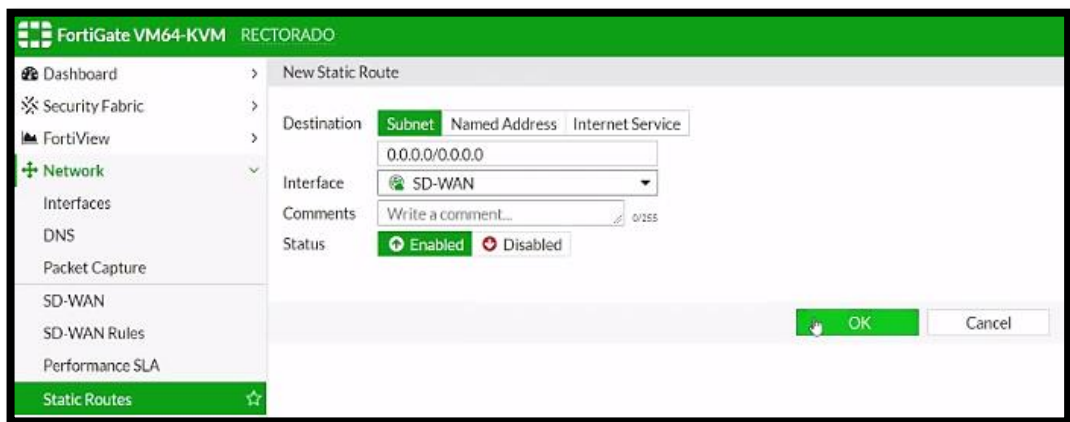 FortiGate VM64-KVM RECTORADO
Dashboard
Security Fabric
FortiView
Network
Interfaces
DNS
Packet Capture
SD-WAN
SD-WAN Rules
Performance SLA
Static Routes
New Static Route
Destination Subnet Named Address Internet Service
0.0.0.0/0.0.0.0
Interface SD-WAN
Comments Write a comment... 0/255
Status Enabled Disabled
OK Cancel